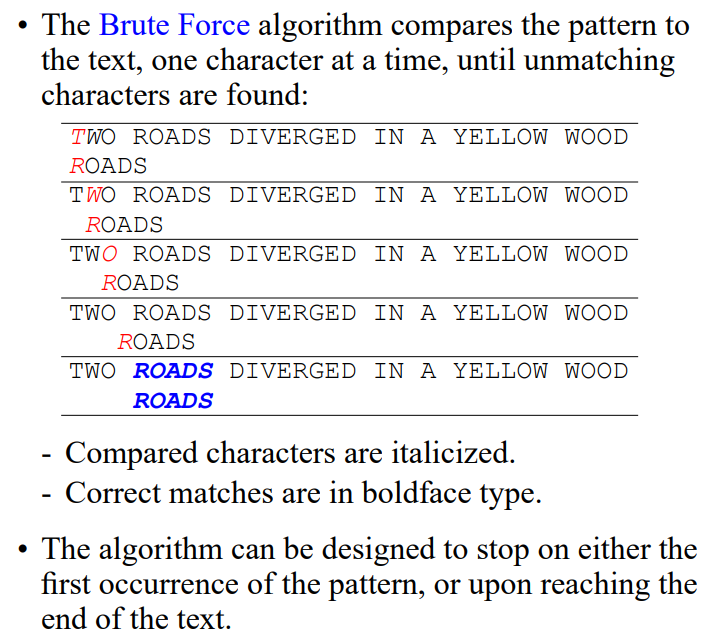 • The Brute Force algorithm compares the pattern to
the text, one character at a time, until unmatching
characters are found:
TWO ROADS DIVERGED IN A YELLOW WOOD
ROADS
TWO ROADS DIVERGED IN A YELLOW WOOD
ROADS
TWO ROADS DIVERGED IN A YELLOW WOOD
ROADS
TWO ROADS DIVERGED IN A YELLOW WOOD
ROADS
TWO ROADS DIVERGED IN A YELLOW WOOD
ROADS
- Compared characters are italicized.
- Correct matches are in boldface type.
• The algorithm can be designed to stop on either the
first occurrence of the pattern, or upon reaching the
end of the text.